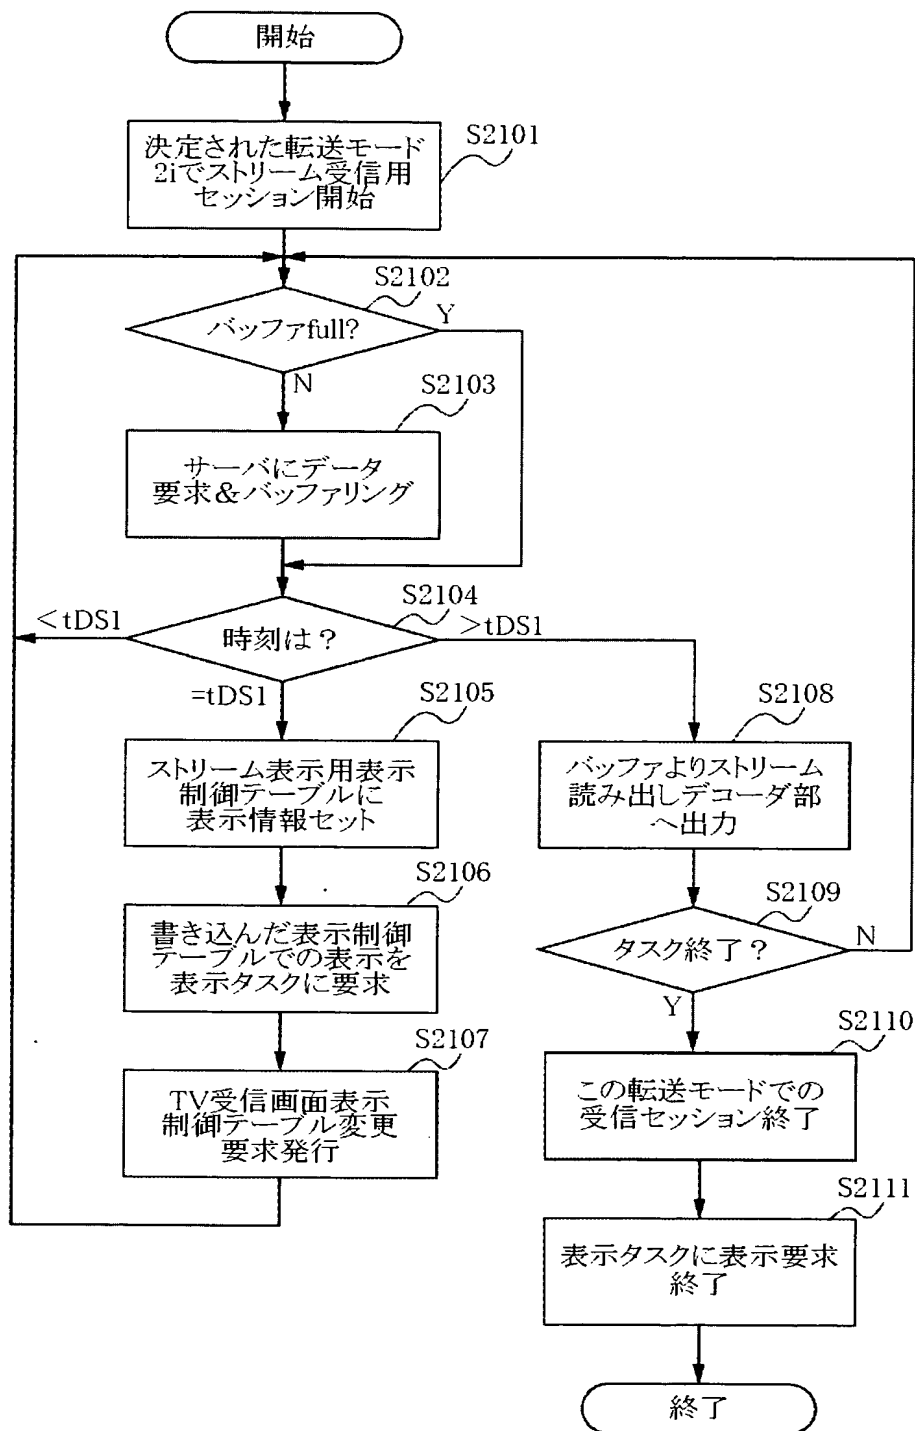 開始
S2101
決定された転送モード
2iでストリーム受信用
セッション開始
S2102
バッファfull?
Y
N
S2103
サーバにデータ
要求&バッファリング
S2104
<tDS1
時刻は?
>tDS1
=tDS1
S2105
ストリーム表示用表示
制御テーブルに
表示情報セット
S2106
書き込んだ表示制御
テーブルでの表示を
表示タスクに要求
S2107
TV受信画面表示
制御テーブル変更
要求発行
S2108
バッファよりストリーム
読み出しデコーダ部
へ出力
S2109
タスク終了?
N
Y
S2110
この転送モードでの
受信セッション終了
S2111
表示タスクに表示要求
終了
終了